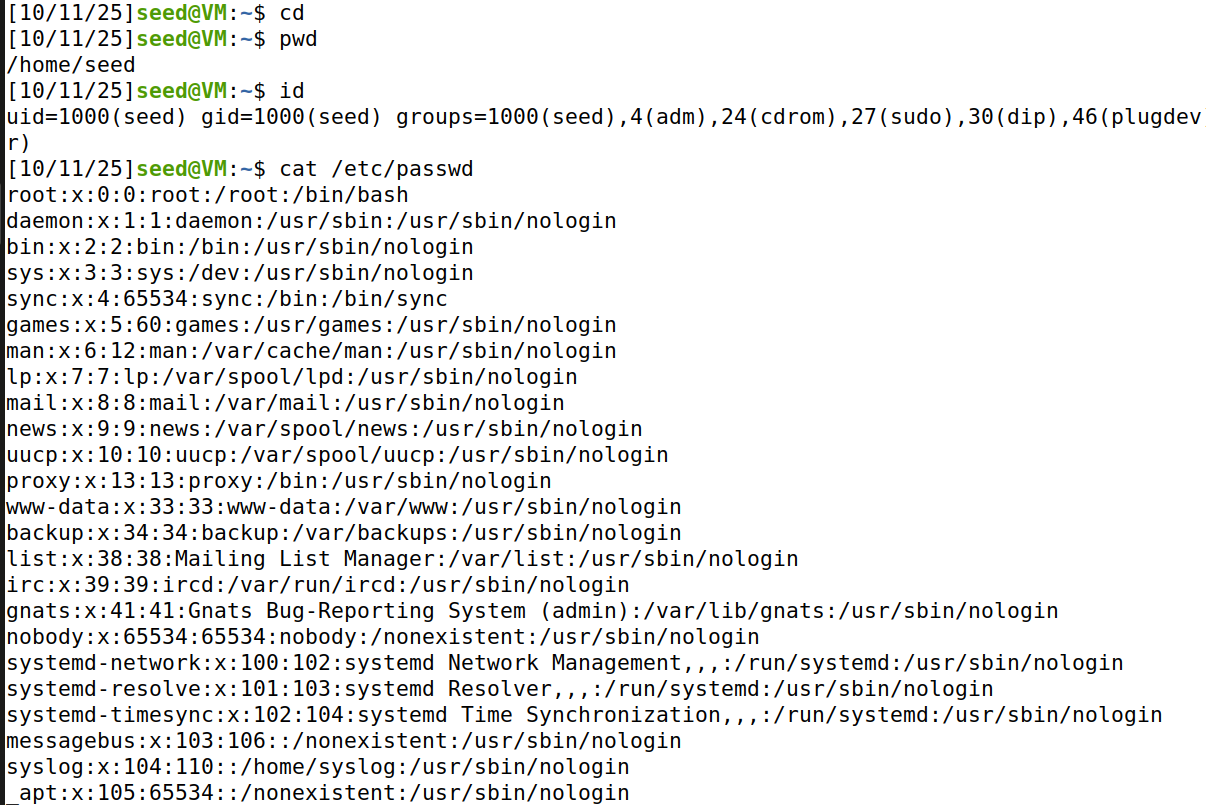 [10/11/25]seed@VM:~$ cd
[10/11/25]seed@VM:~$ pwd
/home/seed
[10/11/25]seed@VM:~$ id
uid=1000(seed) gid=1000(seed) groups=1000(seed),4(adm),24(cdrom),27(sudo),30(dip),46(plugdev
r)
[10/11/25]seed@VM:~$ cat /etc/passwd
root:x:0:0:root:/root:/bin/bash
daemon:x:1:1:daemon:/usr/sbin:/usr/sbin/nologin
bin:x:2:2:bin:/bin:/usr/sbin/nologin
sys:x:3:3:sys:/dev:/usr/sbin/nologin
sync:x:4:65534:sync:/bin:/bin/sync
games:x:5:60:games:/usr/games:/usr/sbin/nologin
man:x:6:12:man:/var/cache/man:/usr/sbin/nologin
lp:x:7:7:lp:/var/spool/lpd:/usr/sbin/nologin
mail:x:8:8:mail:/var/mail:/usr/sbin/nologin
news:x:9:9:news:/var/spool/news:/usr/sbin/nologin
uucp:x:10:10:uucp:/var/spool/uucp:/usr/sbin/nologin
proxy:x:13:13:proxy:/bin:/usr/sbin/nologin
www-data:x:33:33:www-data:/var/www:/usr/sbin/nologin
backup:x:34:34:backup:/var/backups:/usr/sbin/nologin
list:x:38:38:Mailing List Manager:/var/list:/usr/sbin/nologin
irc:x:39:39:ircd:/var/run/ircd:/usr/sbin/nologin
gnats:x:41:41:Gnats Bug-Reporting System (admin):/var/lib/gnats:/usr/sbin/nologin
nobody:x:65534:65534:nobody:/nonexistent:/usr/sbin/nologin
systemd-network:x:100:102:systemd Network Management,,,:/run/systemd:/usr/sbin/nologin
systemd-resolve:x:101:103:systemd Resolver,,,:/run/systemd:/usr/sbin/nologin
systemd-timesync:x:102:104:systemd Time Synchronization,,,:/run/systemd:/usr/sbin/nologin
messagebus:x:103:106::/nonexistent:/usr/sbin/nologin
syslog:x:104:110::/home/syslog:/usr/sbin/nologin
_apt:x:105:65534::/nonexistent:/usr/sbin/nologin